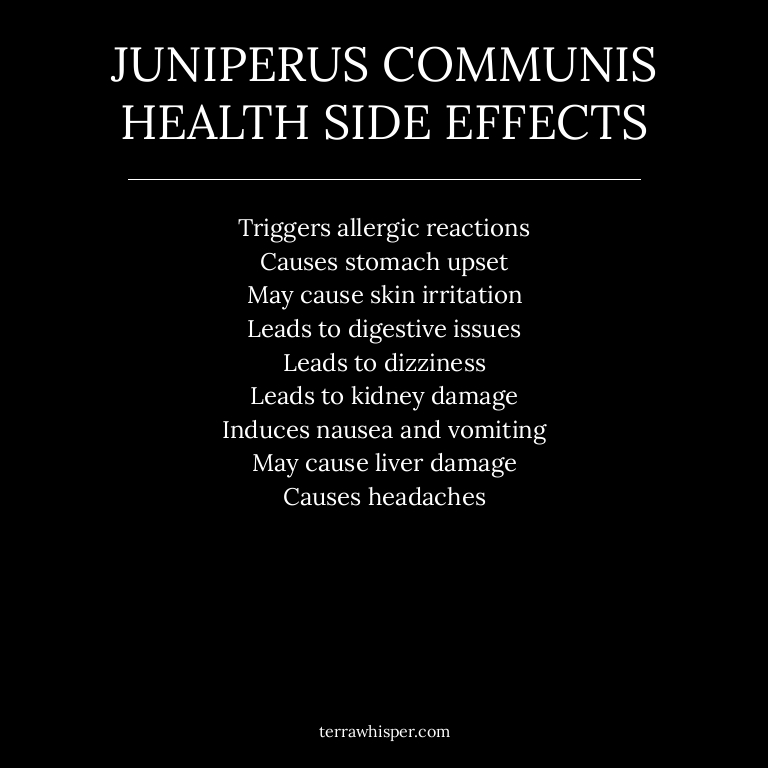 JUNIPERUS COMMUNIS
HEALTH SIDE EFFECTS
Triggers allergic reactions
Causes stomach upset
May cause skin irritation
Leads to digestive issues
Leads to dizziness
Leads to kidney damage
Induces nausea and vomiting
May cause liver damage
Causes headaches
terrawhisper.com